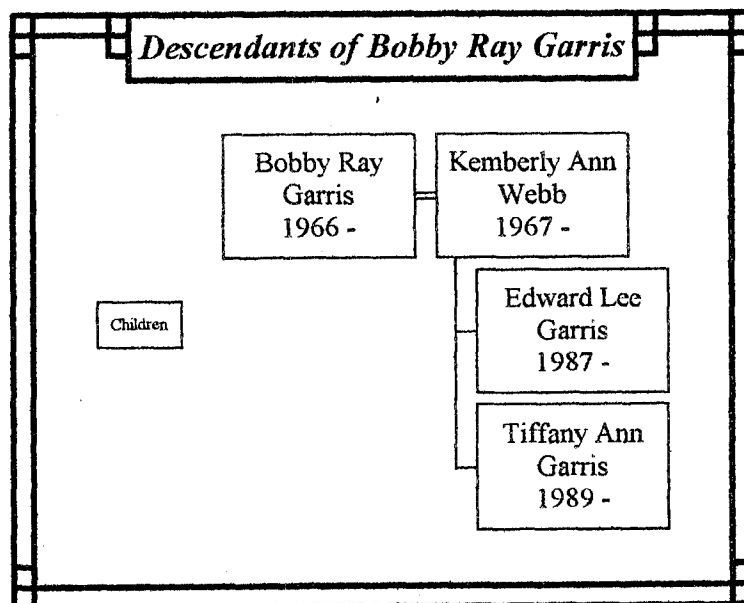 Descendants of Bobby Ray Garris
Bobby Ray
Garris
1966 -
Kemberly Ann
Webb
1967 -
Children
Edward Lee
Garris
1987 -
Tiffany Ann
Garris
1989 -